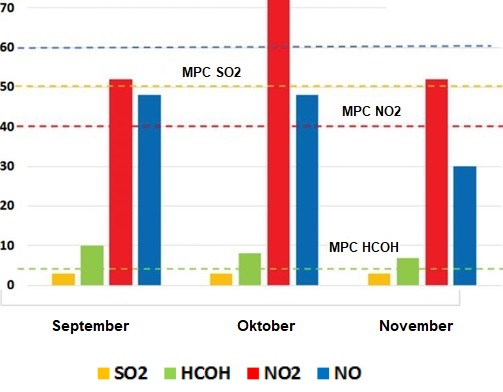 70
60
MPC SO2
50
MPC NO2
40
30
20
MPC HCOH
10
0
September Oktober November
SO2 HCOH NO2 NO